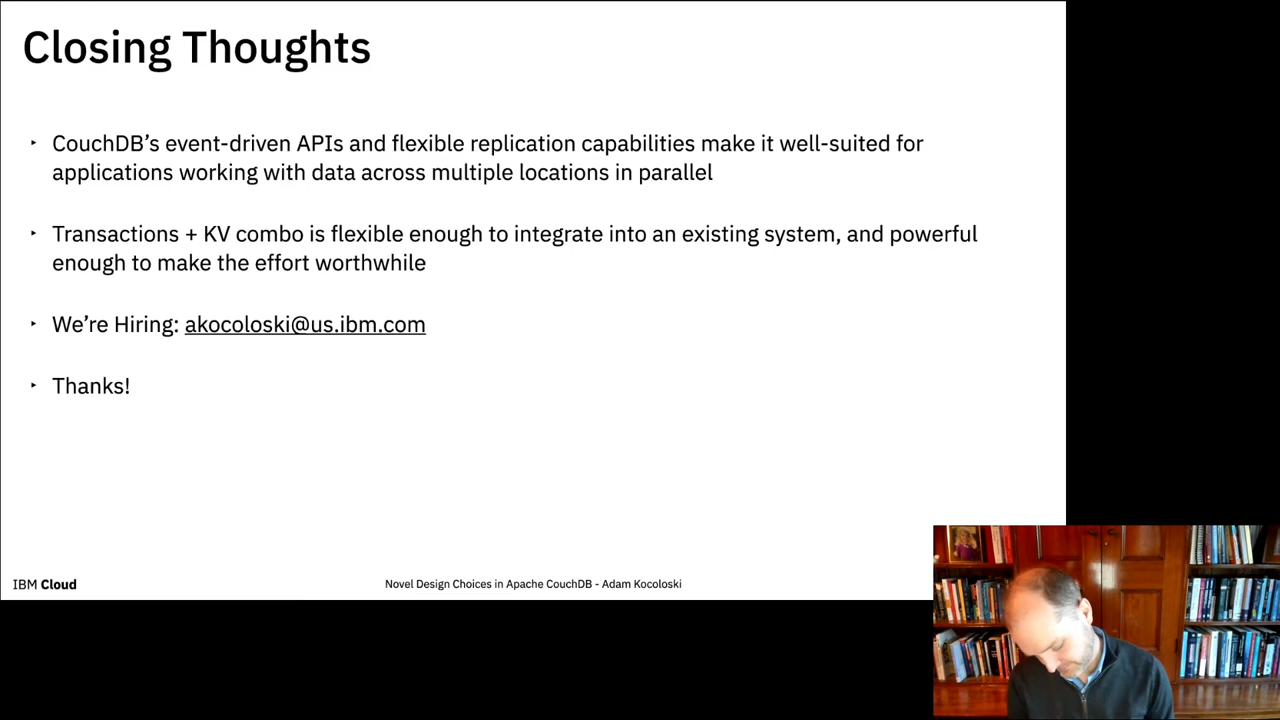 Closing Thoughts
‣ CouchDB’s event-driven APIs and flexible replication capabilities make it well-suited for
applications working with data across multiple locations in parallel
‣ Transactions + KV combo is flexible enough to integrate into an existing system, and powerful
enough to make the effort worthwhile
‣ We’re Hiring: akocoloski@us.ibm.com
‣ Thanks!
IBM Cloud
Novel Design Choices in Apache CouchDB - Adam Kocoloski